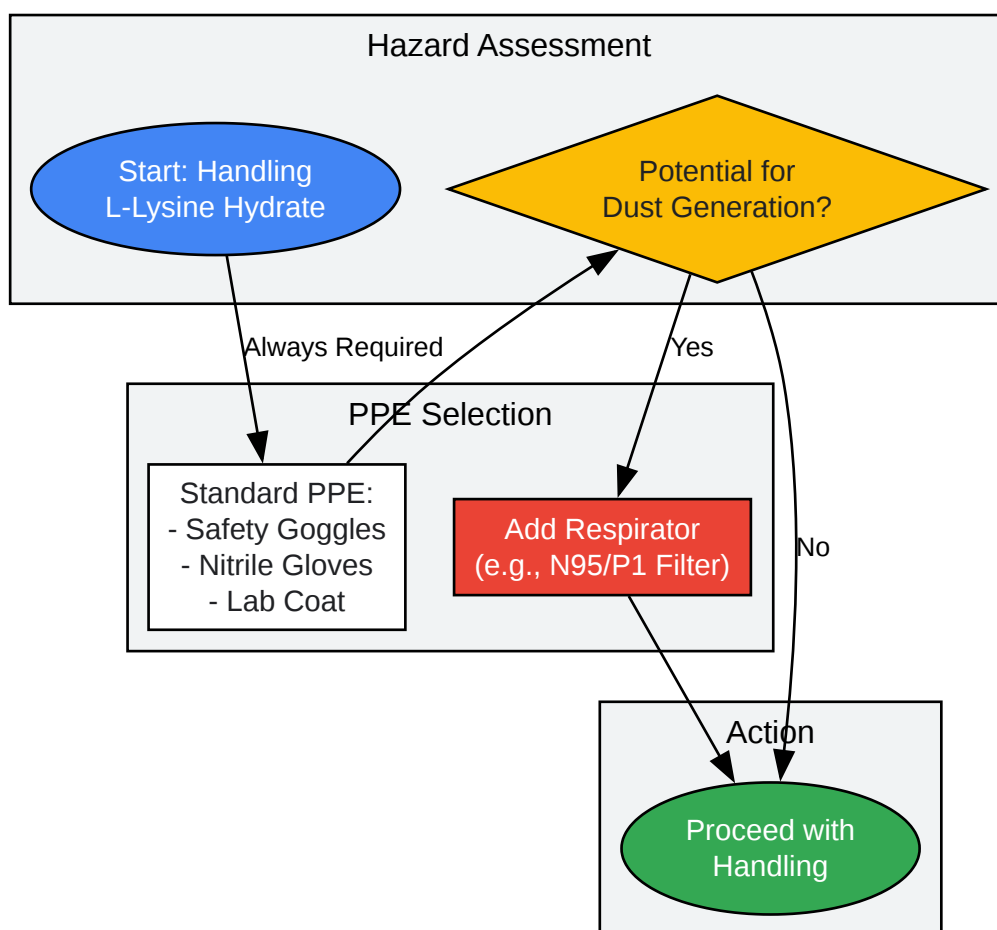 Hazard Assessment
Start: Handling
L-Lysine Hydrate
Potential for
Dust Generation?
Always Required
Yes
PPE Selection
Standard PPE:
- Safety Goggles
- Nitrile Gloves
- Lab Coat
Add Respirator
(e.g., N95/P1 Filter)
No
Action
Proceed with
Handling